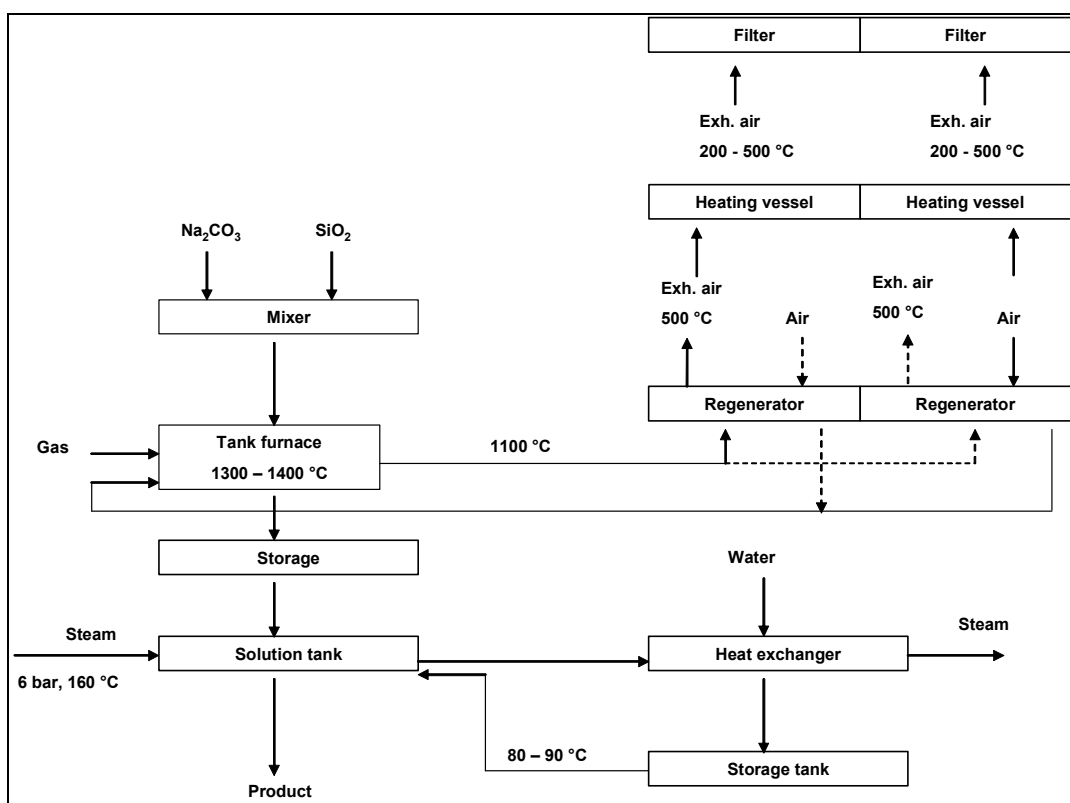 Filter
Filter
Exh. air
200 - 500 °C
Exh. air
200 - 500 °C
Heating vessel
Heating vessel
Na₂CO₃
SiO₂
Exh. air
500 °C
Air
Exh. air
500 °C
Air
Mixer
Regenerator
Regenerator
Gas
Tank furnace
1300 – 1400 °C
1100 °C
Storage
Water
Steam
6 bar, 160 °C
Solution tank
Heat exchanger
Steam
80 – 90 °C
Storage tank
Product